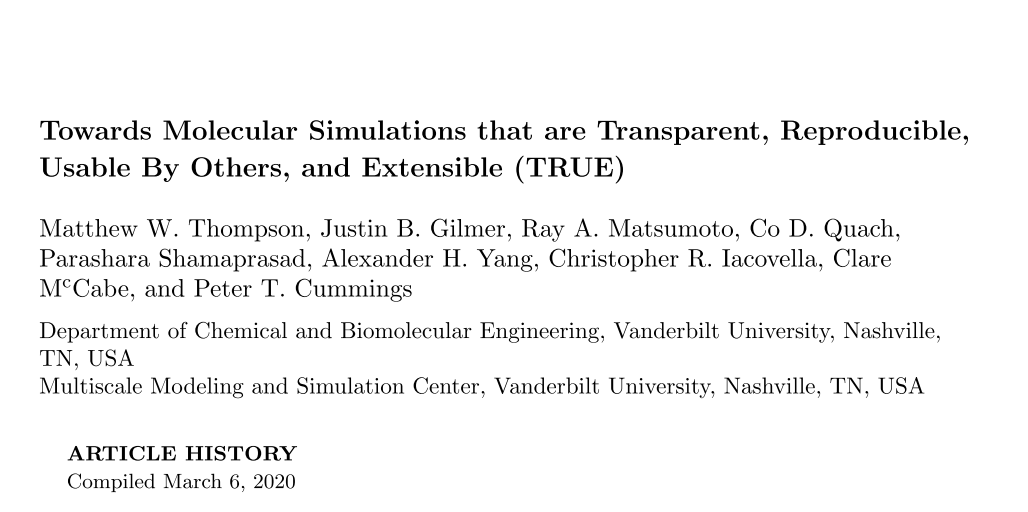 Towards Molecular Simulations that are Transparent, Reproducible,
Usable By Others, and Extensible (TRUE)
Matthew W. Thompson, Justin B. Gilmer, Ray A. Matsumoto, Co D. Quach,
Parashara Shamaprasad, Alexander H. Yang, Christopher R. Iacovella, Clare
MᶜCabe, and Peter T. Cummings
Department of Chemical and Biomolecular Engineering, Vanderbilt University, Nashville,
TN, USA
Multiscale Modeling and Simulation Center, Vanderbilt University, Nashville, TN, USA
ARTICLE HISTORY
Compiled March 6, 2020